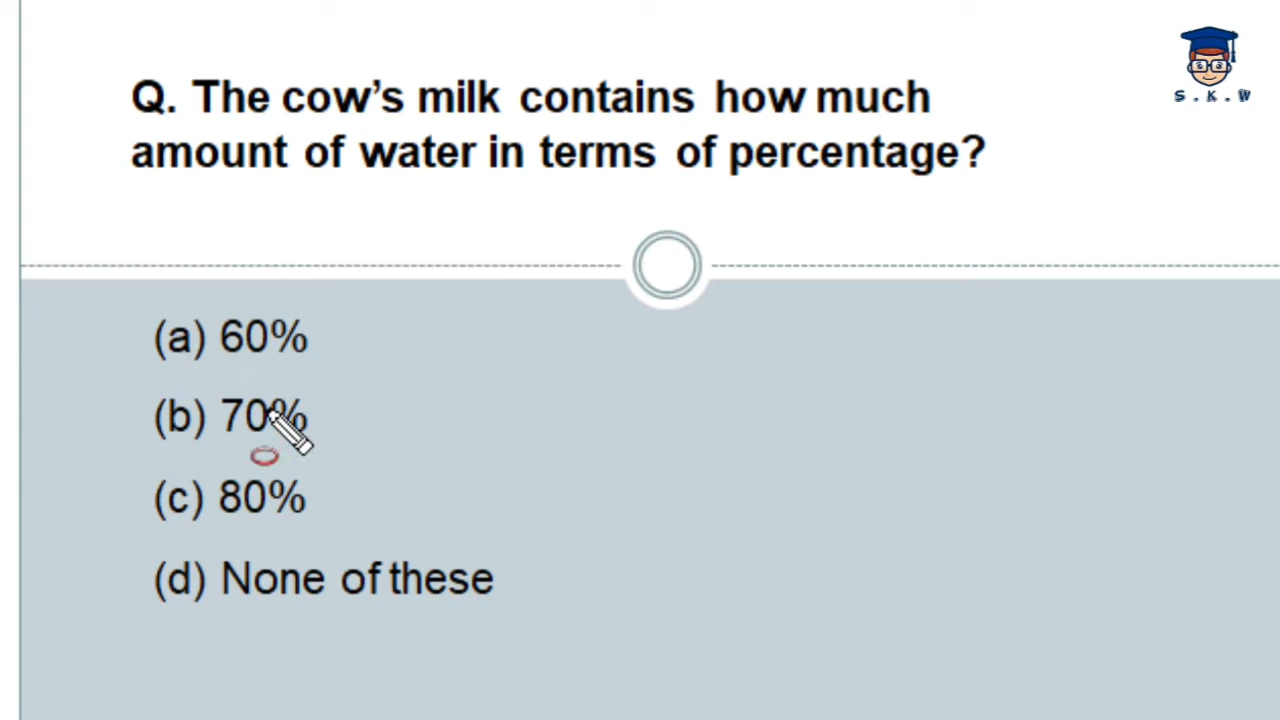 S.K.W
Q. The cow's milk contains how much
amount of water in terms of percentage?
(a) 60%
(b) 70%
(c) 80%
(d) None of these